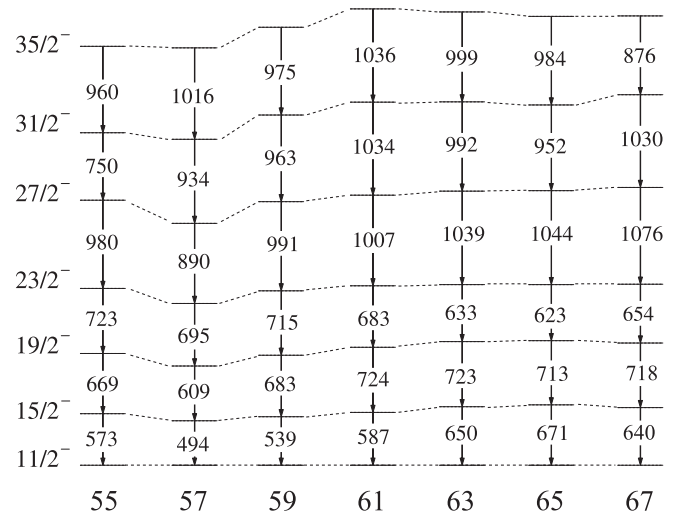 35/2⁻
960 1016 975 1036 999 984 876
31/2⁻
750 934 963 1034 992 952 1030
27/2⁻
980 890 991 1007 1039 1044 1076
23/2⁻
723 695 715 683 633 623 654
19/2⁻
669 609 683 724 723 713 718
15/2⁻
573 494 539 587 650 671 640
11/2⁻
55 57 59 61 63 65 67